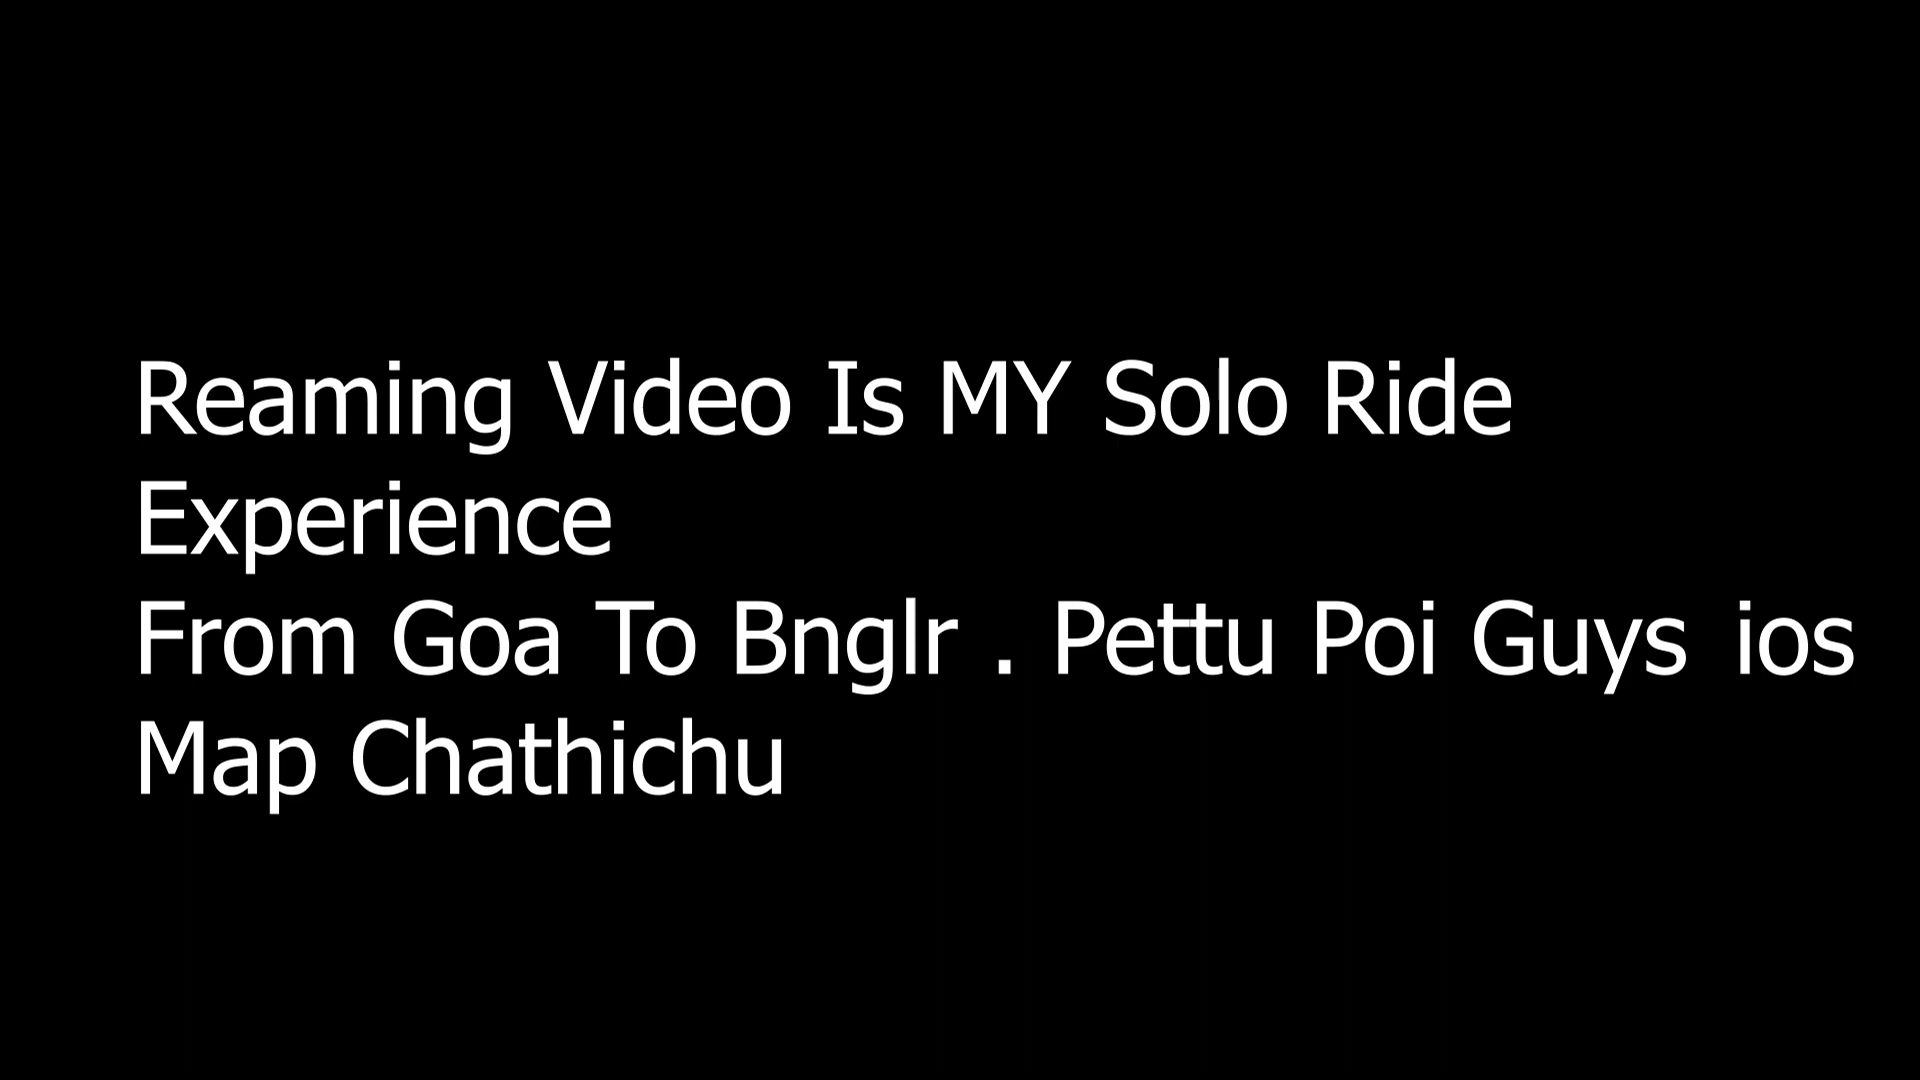 Reaming Video Is MY Solo Ride
Experience
From Goa To Bnglr . Pettu Poi Guys ios
Map Chathichu